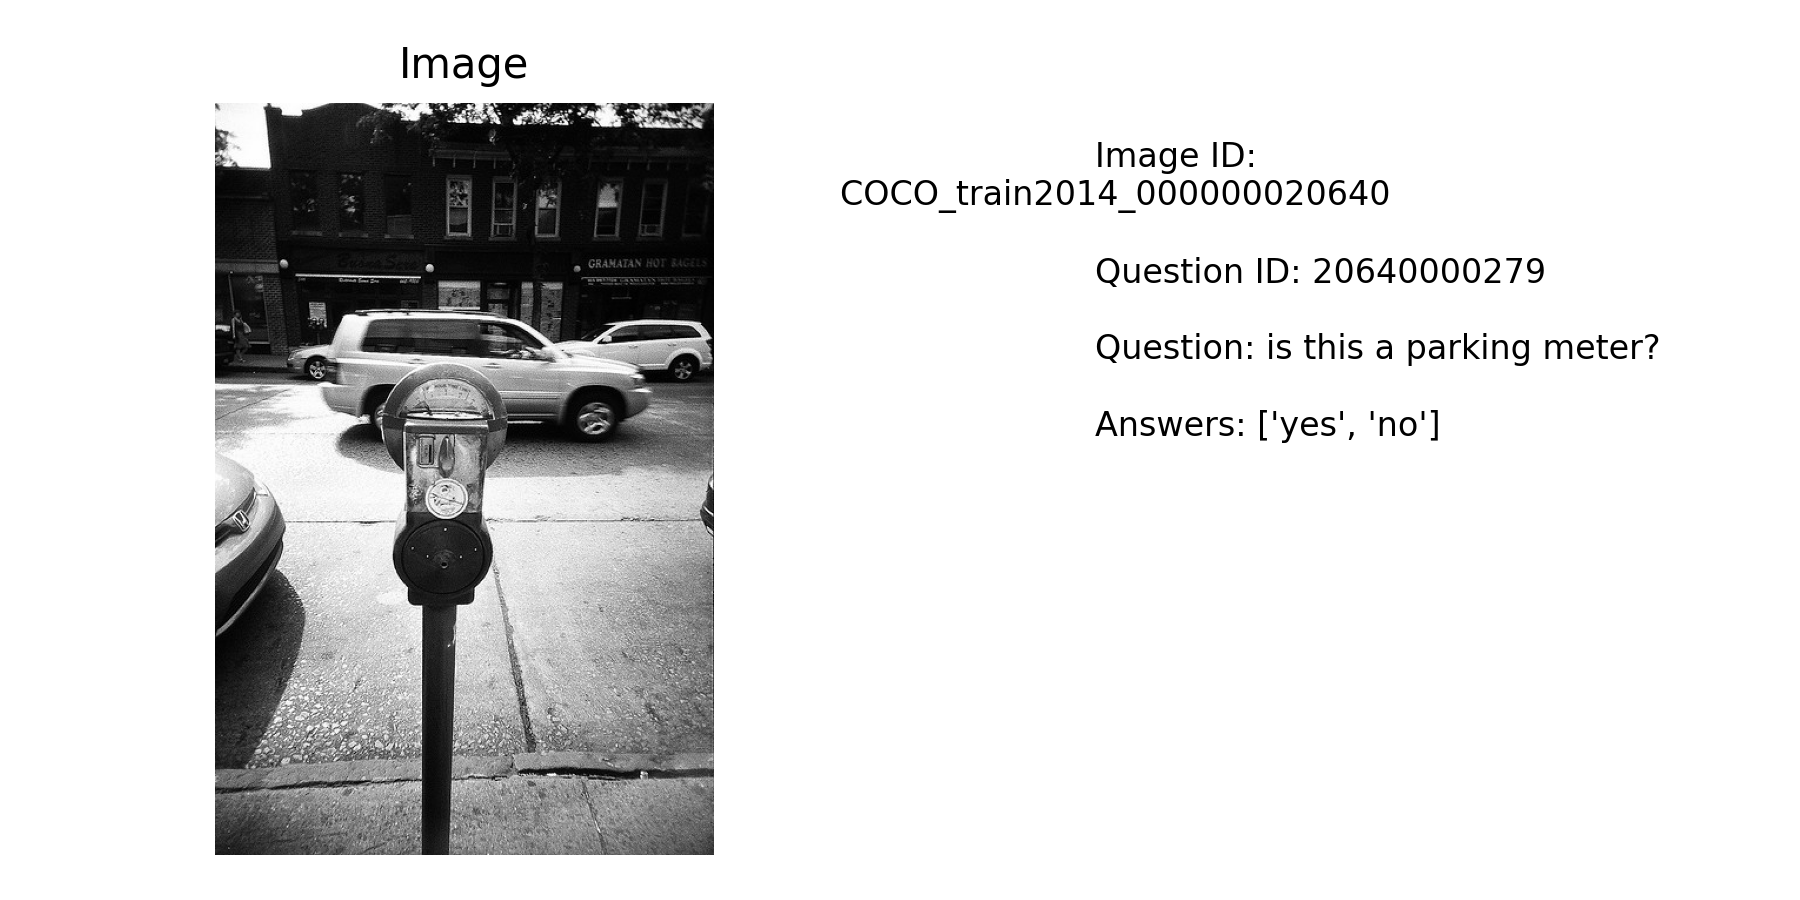 Image
GRAMATAN HOT BAGELS
Image ID:
COCO_train2014_000000020640
Question ID: 20640000279
Question: is this a parking meter?
Answers: ['yes', 'no']